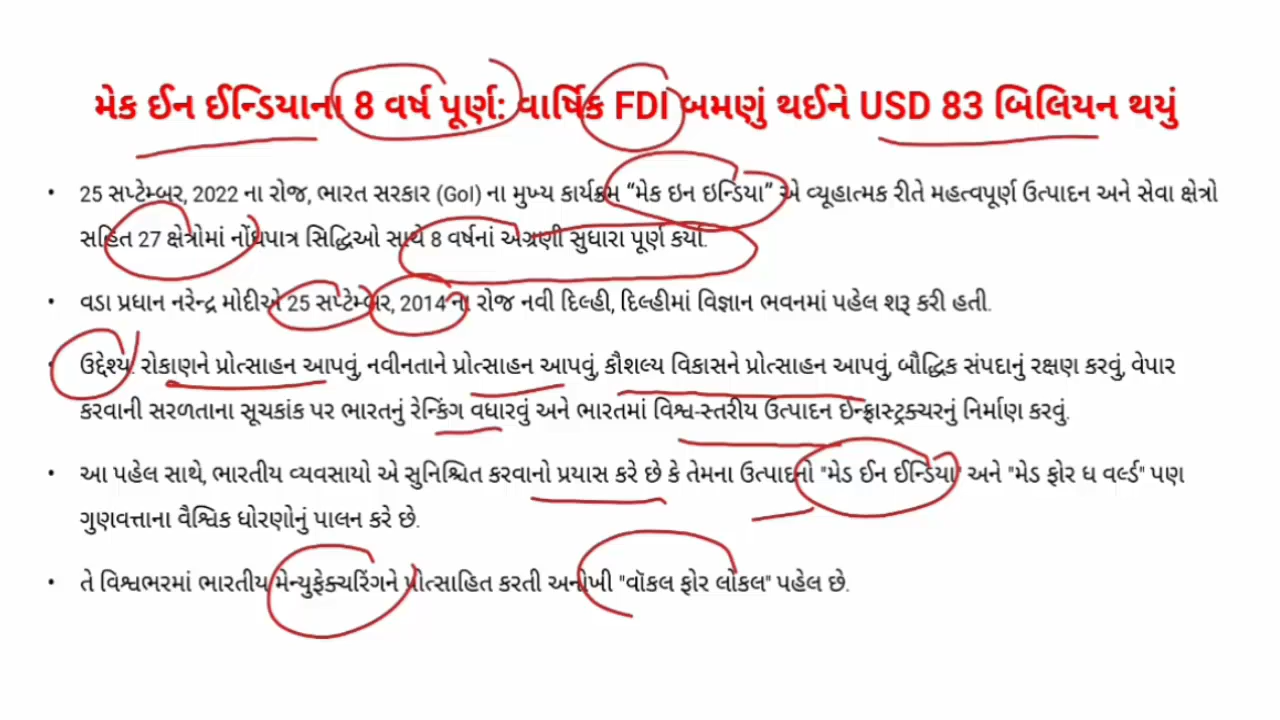 મેક ઈન ઈન્ડિયાના 8 વર્ષ પૂર્ણ: વાર્ષિક FDI બમણું થઈને USD 83 બિલિયન થયું
• 25 સપ્ટેમ્બર, 2022 ના રોજ, ભારત સરકાર (GoI) ના મુખ્ય કાર્યક્રમ “મેક ઇન ઇન્ડિયા” એ વ્યૂહાત્મક રીતે મહત્વપૂર્ણ ઉત્પાદન અને સેવા ક્ષેત્રો
સહિત 27 ક્ષેત્રોમાં નોંધપાત્ર સિદ્ધિઓ સાથે 8 વર્ષનાં અગ્રણી સુધારા પૂર્ણ કર્યા.
• વડા પ્રધાન નરેન્દ્ર મોદીએ 25 સપ્ટેમ્બર, 2014 ના રોજ નવી દિલ્હી, દિલ્હીમાં વિજ્ઞાન ભવનમાં પહેલ શરૂ કરી હતી.
• ઉદ્દેશ્ય: રોકાણને પ્રોત્સાહન આપવું, નવીનતાને પ્રોત્સાહન આપવું, કૌશલ્ય વિકાસને પ્રોત્સાહન આપવું, બૌદ્ધિક સંપદાનું રક્ષણ કરવું, વેપાર
કરવાની સરળતાના સૂચકાંક પર ભારતનું રેન્કિંગ વધારવું અને ભારતમાં વિશ્વ-સ્તરીય ઉત્પાદન ઇન્ફ્રાસ્ટ્રક્ચરનું નિર્માણ કરવું.
• આ પહેલ સાથે, ભારતીય વ્યવસાયો એ સુનિશ્ચિત કરવાનો પ્રયાસ કરે છે કે તેમના ઉત્પાદનો "મેડ ઈન ઈન્ડિયા" અને "મેડ ફોર ધ વર્લ્ડ" પણ
ગુણવત્તાના વૈશ્વિક ધોરણોનું પાલન કરે છે.
• તે વિશ્વભરમાં ભારતીય મેન્યુફેક્ચરિંગને પ્રોત્સાહિત કરતી અનોખી "વૉકલ ફોર લોકલ" પહેલ છે.